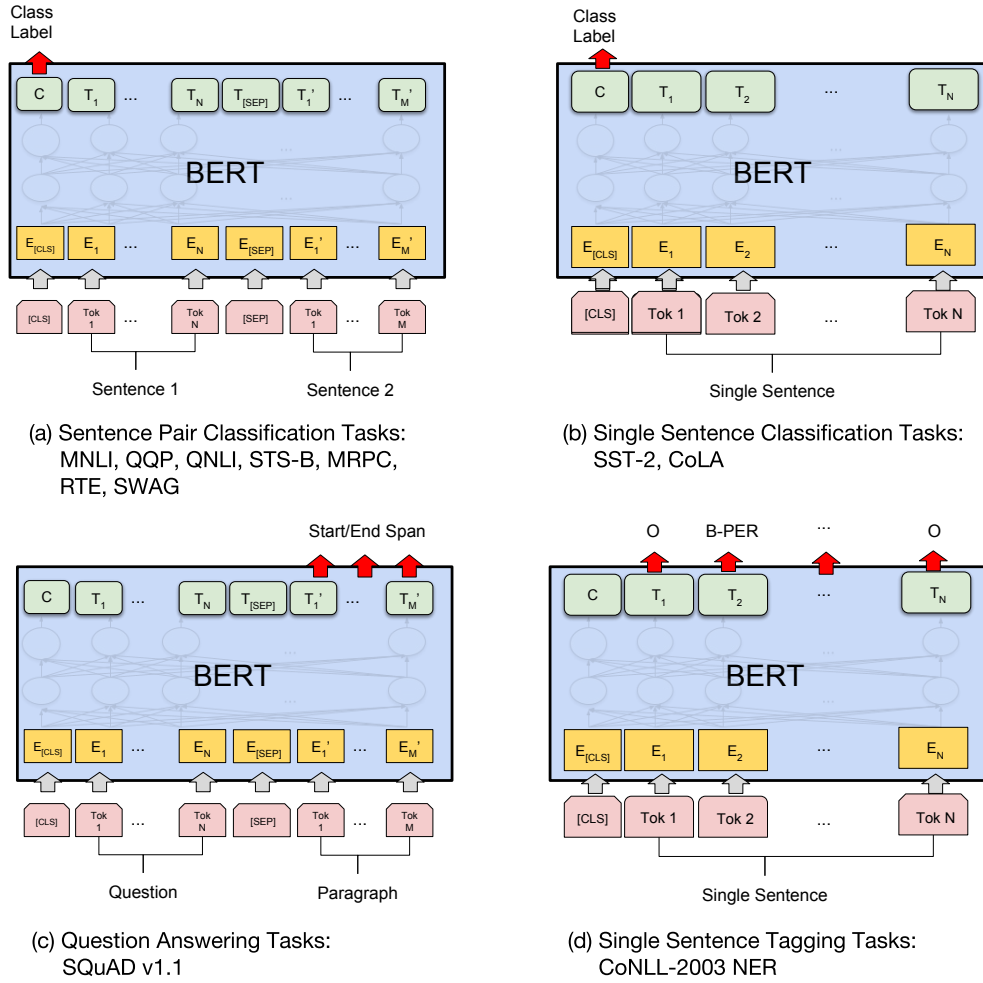 Class
Label
C T1 ... TN T[SEP] T1’ ... TM’
...
BERT
...
E[CLS] E1 ... EN E[SEP] E1’ ... EM’
[CLS] Tok 1 ... Tok N [SEP] Tok 1 ... Tok M
Sentence 1 Sentence 2
(a) Sentence Pair Classification Tasks:
MNLI, QQP, QNLI, STS-B, MRPC,
RTE, SWAG
Class
Label
C T1 T2 ... TN
...
BERT
...
E[CLS] E1 E2 ... EN
[CLS] Tok 1 Tok 2 ... Tok N
Single Sentence
(b) Single Sentence Classification Tasks:
SST-2, CoLA
Start/End Span
C T1 ... TN T[SEP] T1’ ... TM’
...
BERT
...
E[CLS] E1 ... EN E[SEP] E1’ ... EM’
[CLS] Tok 1 ... Tok N [SEP] Tok 1 ... Tok M
Question Paragraph
(c) Question Answering Tasks:
SQuAD v1.1
O B-PER ... O
C T1 T2 ... TN
...
BERT
...
E[CLS] E1 E2 ... EN
[CLS] Tok 1 Tok 2 ... Tok N
Single Sentence
(d) Single Sentence Tagging Tasks:
CoNLL-2003 NER